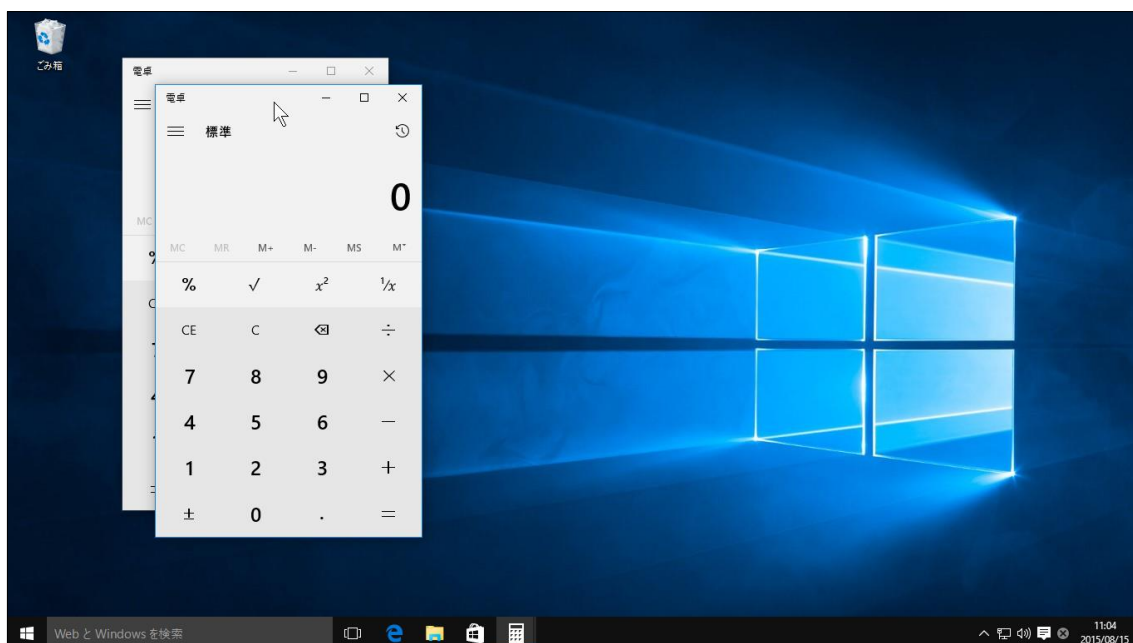 ごみ箱
電卓
電卓
標準
0
MC
MC MR M+ M- MS M˅
% √ x² ¹/x
CE C ÷
7 8 9 ×
4 5 6 −
1 2 3 +
± 0 . =
Web と Windows を検索
11:04
2015/08/15